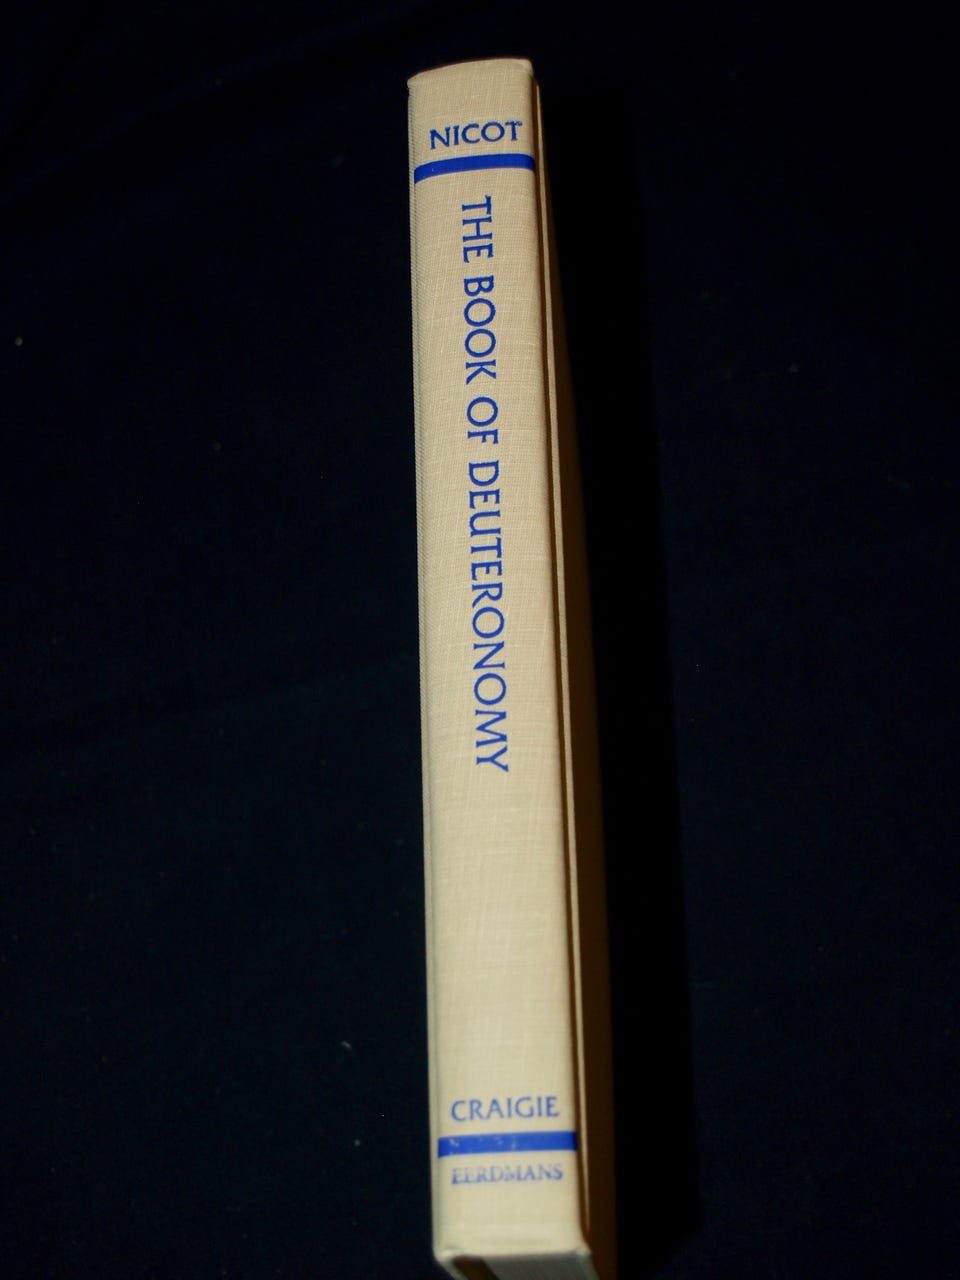 NICOT
THE BOOK OF DEUTERONOMY
CRAIGIE
EERDMANS